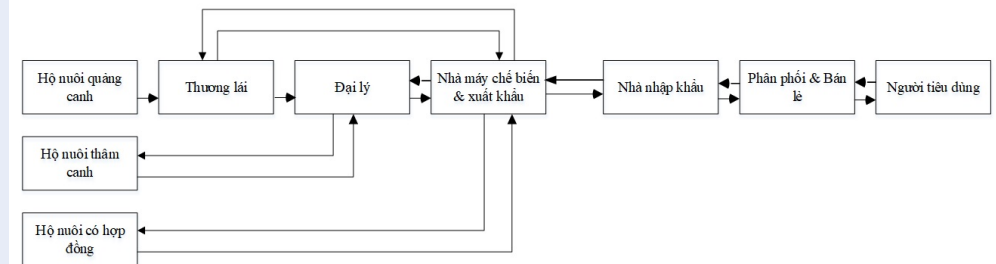 Hộ nuôi quảng
canh
Thương lái
Đại lý
Nhà máy chế biến
& xuất khẩu
Nhà nhập khẩu
Phân phối & Bán
lẻ
Người tiêu dùng
Hộ nuôi thâm
canh
Hộ nuôi có hợp
đồng